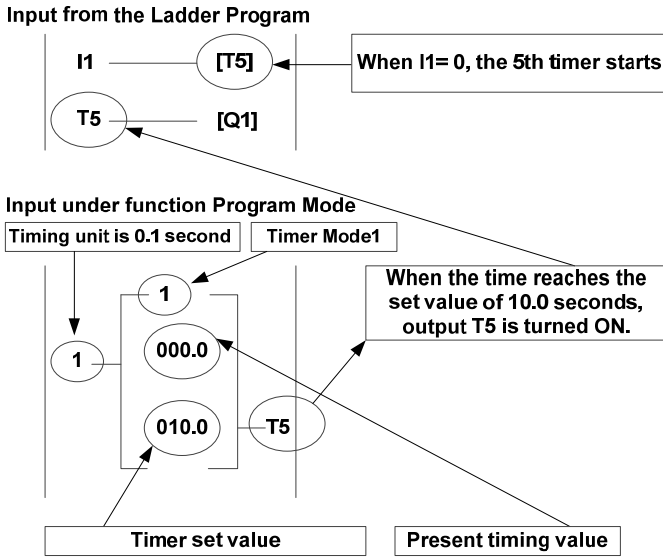 Input from the Ladder Program
I1 [T5]
When I1= 0, the 5th timer starts
T5 [Q1]
Input under function Program Mode
Timing unit is 0.1 second
Timer Mode1
1
When the time reaches the
set value of 10.0 seconds,
output T5 is turned ON.
000.0
1
010.0
T5
Timer set value
Present timing value